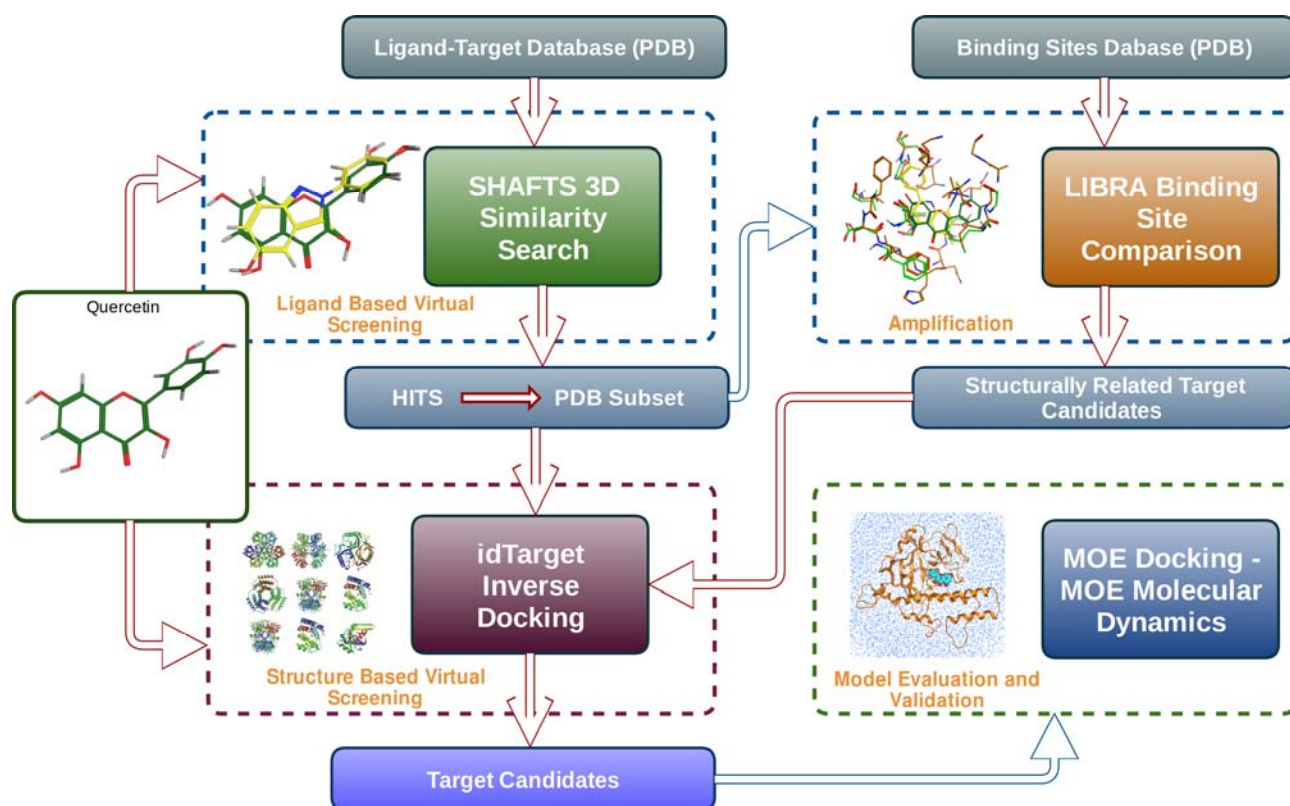 Ligand-Target Database (PDB)
Binding Sites Dabase (PDB)
SHAFTS 3D
Similarity
Search
Ligand Based Virtual
Screening
LIBRA Binding
Site
Comparison
Amplification
Quercetin
HITS PDB Subset
Structurally Related Target
Candidates
idTarget
Inverse
Docking
Structure Based Virtual
Screening
MOE Docking -
MOE Molecular
Dynamics
Model Evaluation and
Validation
Target Candidates